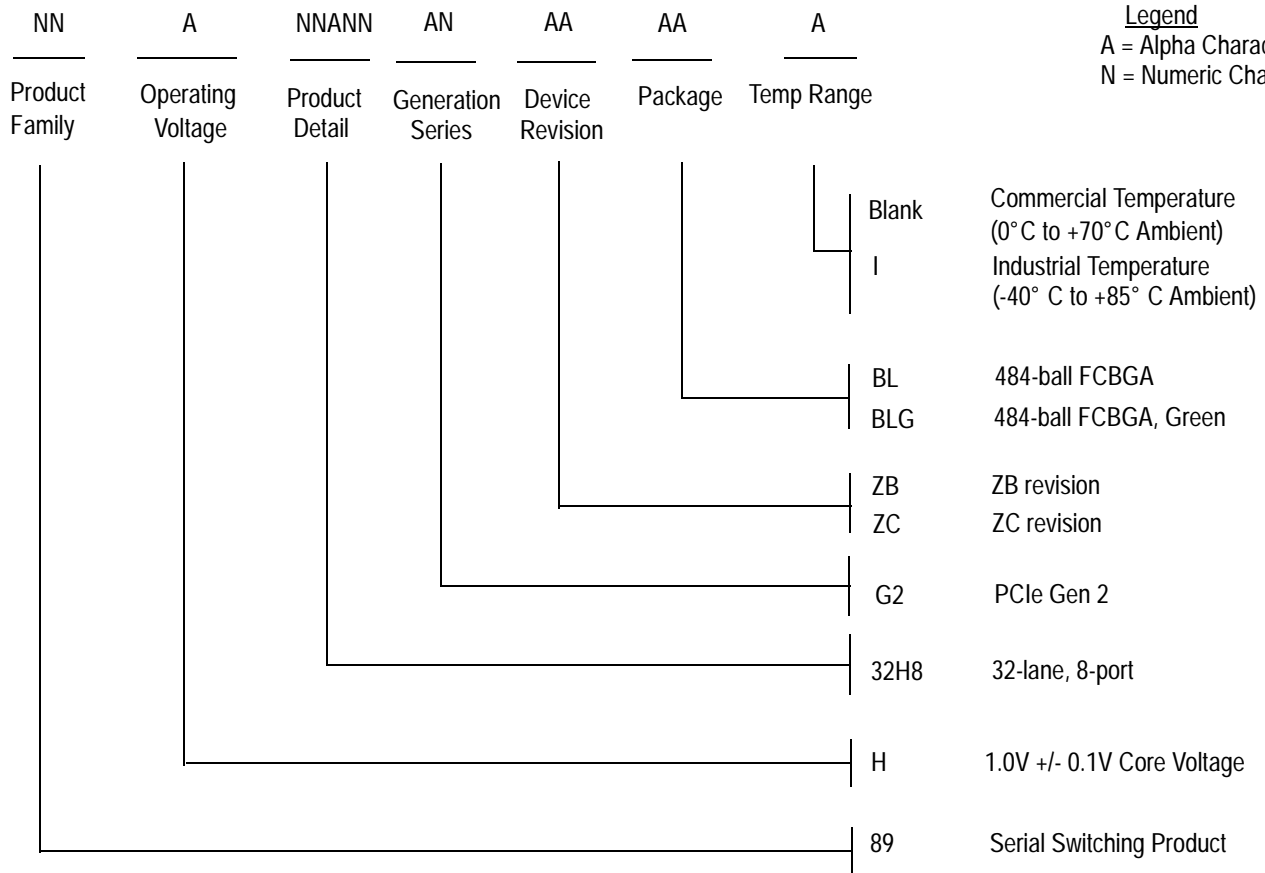 NN A NNANN AN AA AA A
Legend
A = Alpha
N = Numeric
Product Family
Operating Voltage
Product Detail
Generation Series
Device Revision
Package
Temp Range
Blank Commercial Temperature
(0°C to +70°C Ambient)
I Industrial Temperature
(-40° C to +85° C Ambient)
BL 484-ball FCBGA
BLG 484-ball FCBGA, Green
ZB ZB revision
ZC ZC revision
G2 PCIe Gen 2
32H8 32-lane, 8-port
H 1.0V +/- 0.1V Core Voltage
89 Serial Switching Product